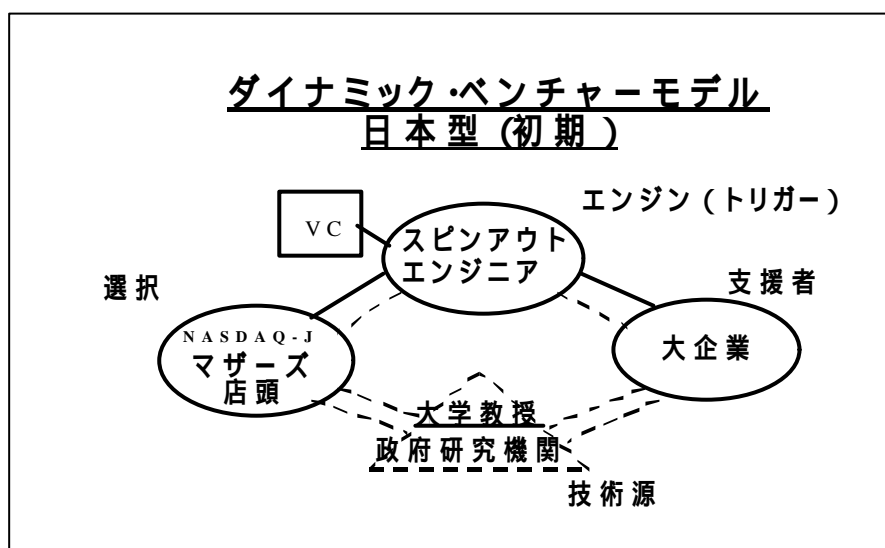 ダイナミック・ベンチャーモデル
日本型(初期)
エンジン(トリガー)
VC
スピンアウト
エンジニア
選択
支援者
NASDAQ-J
マザーズ
店頭
大企業
大学教授
政府研究機関
技術源